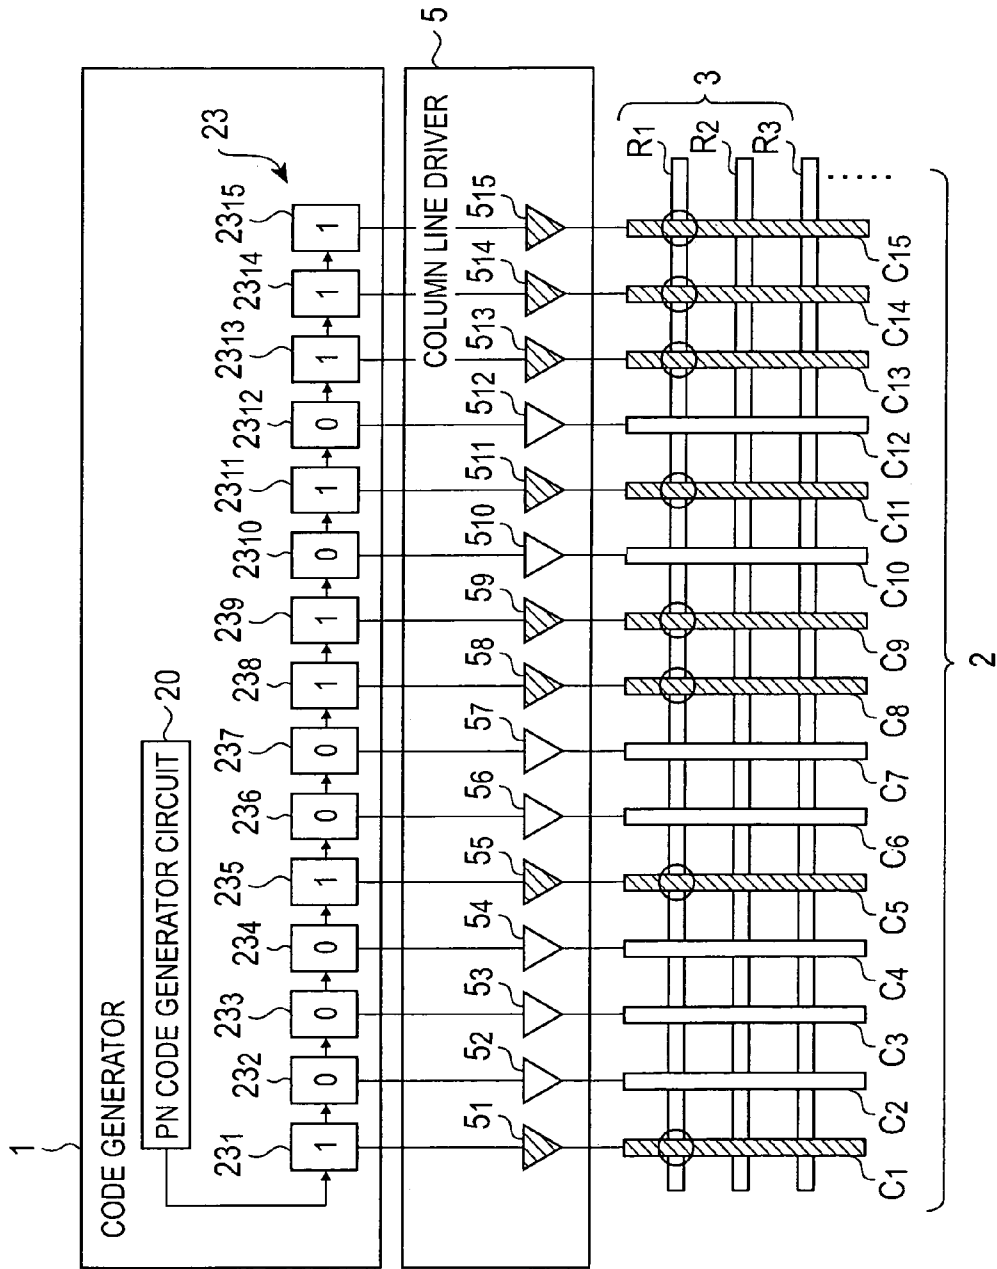 1
CODE GENERATOR
PN CODE GENERATOR CIRCUIT
20
23
231 232 233 234 235 236 237 238 239 2310 2311 2312 2313 2314 2315
1 0 0 0 1 0 0 1 1 0 1 0 1 1 1
5
COLUMN LINE DRIVER
51 52 53 54 55 56 57 58 59 510 511 512 513 514 515
3
R1
R2
R3
.....
C1 C2 C3 C4 C5 C6 C7 C8 C9 C10 C11 C12 C13 C14 C15
2